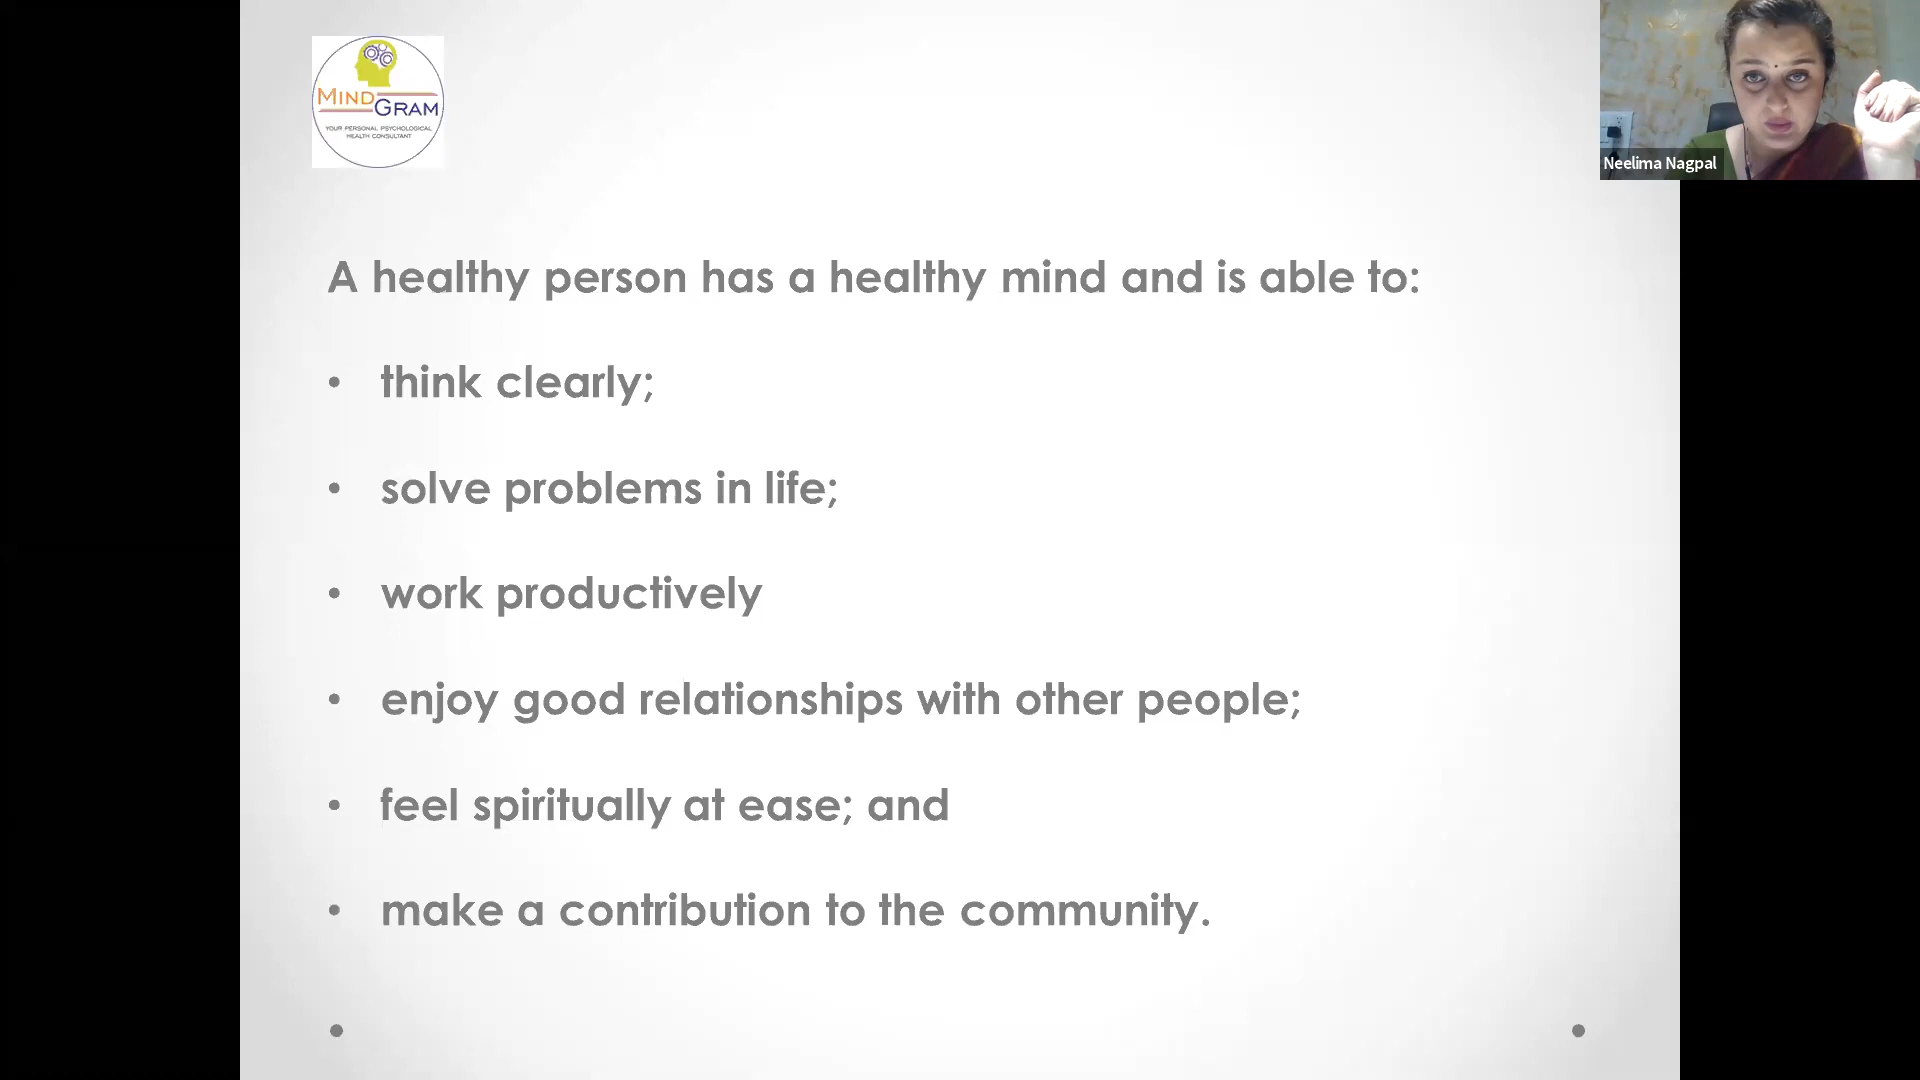 MINDGRAM
YOUR PERSONAL PSYCHOLOGICAL
HEALTH CONSULTANT
Neelima Nagpal
A healthy person has a healthy mind and is able to:
• think clearly;
• solve problems in life;
• work productively
• enjoy good relationships with other people;
• feel spiritually at ease; and
• make a contribution to the community.